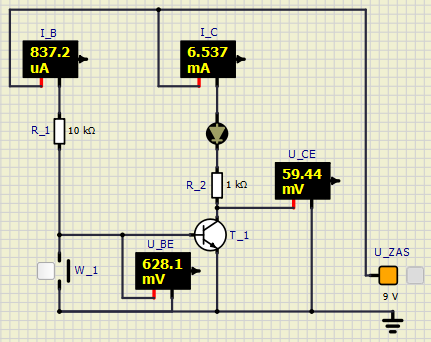 I_B
I_C
837.2
uA
6.537
mA
R_1
10 kΩ
U_CE
59.44
mV
R_2
1 kΩ
T_1
U_BE
628.1
mV
W_1
U_ZAS
9 V